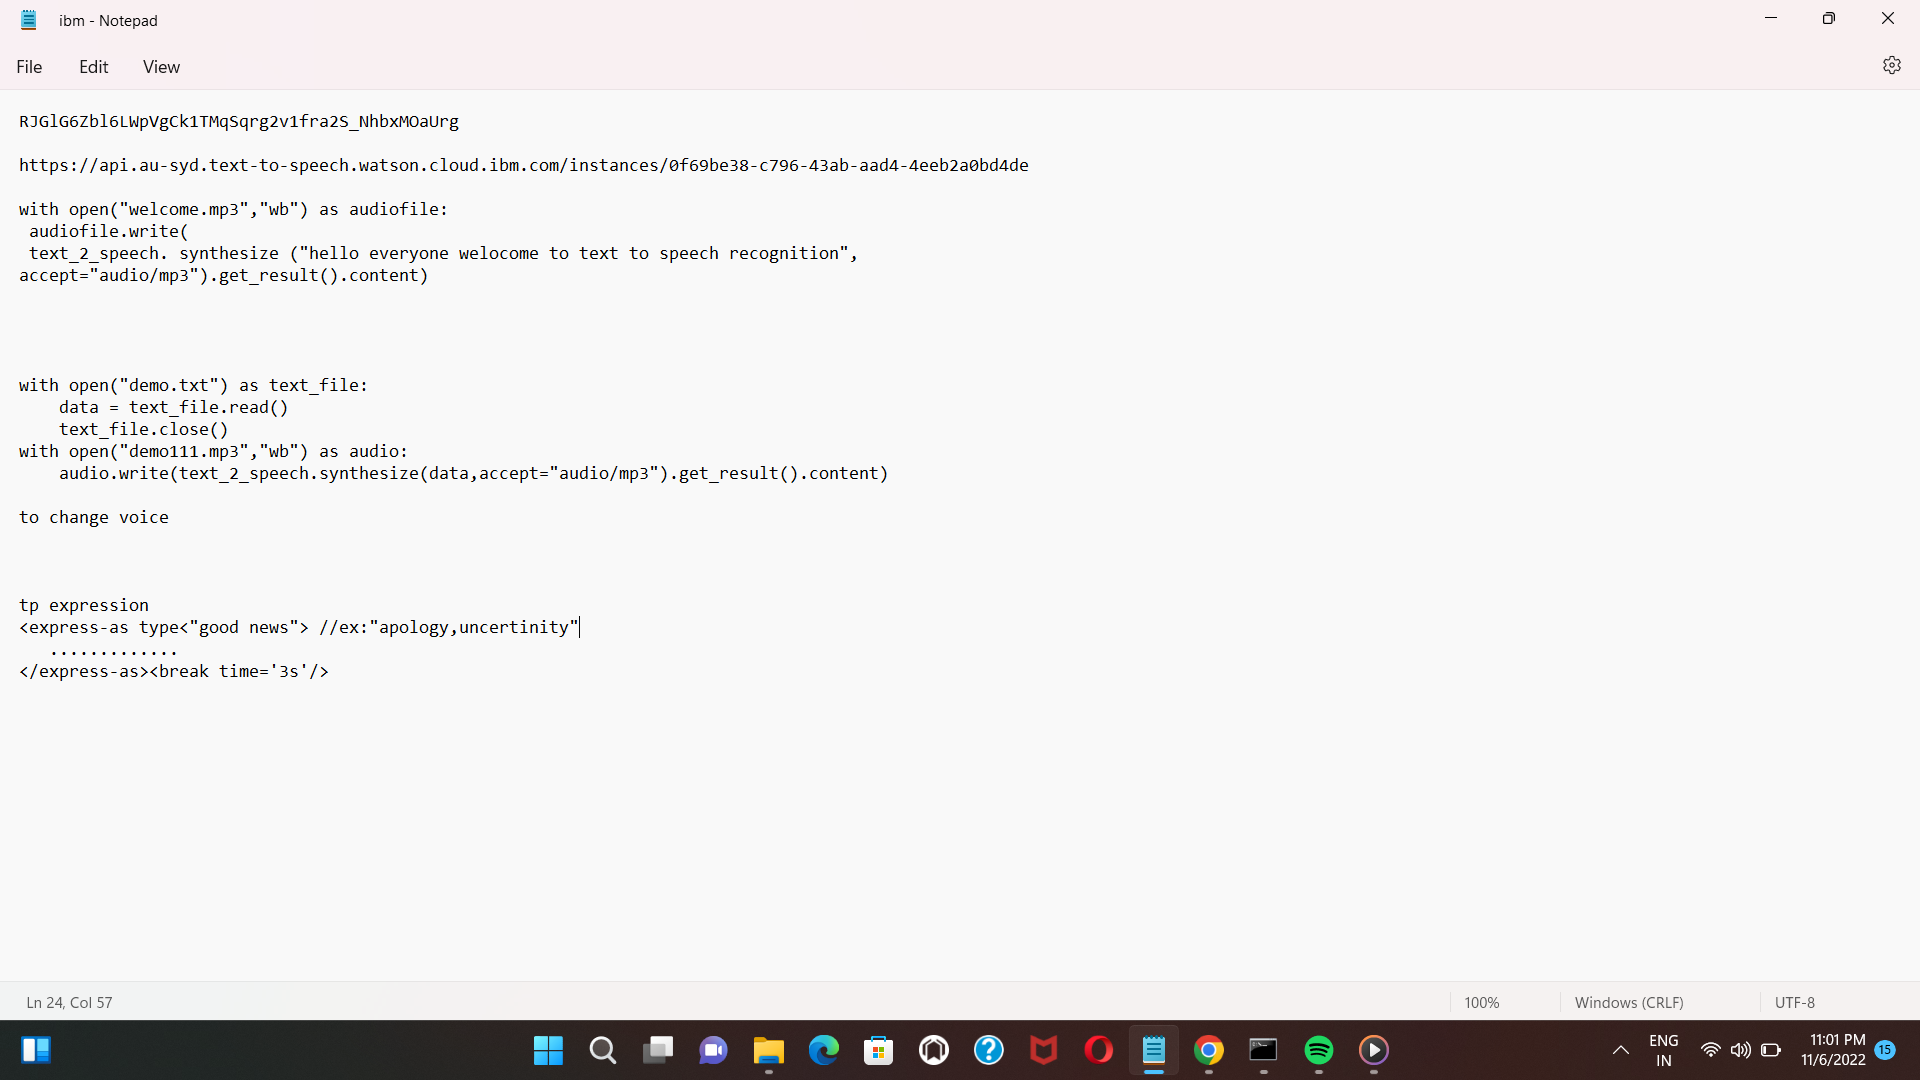 ibm - Notepad
File Edit View
RJGlG6Zbl6LWpVgCk1TMqSqrg2v1fra2S_NhbxMOaUrg
https://api.au-syd.text-to-speech.watson.cloud.ibm.com/instances/0f69be38-c796-43ab-aad4-4eeb2a0bd4de
with open("welcome.mp3","wb") as audiofile:
 audiofile.write(
 text_2_speech. synthesize ("hello everyone welocome to text to speech recognition",
accept="audio/mp3").get_result().content)
with open("demo.txt") as text_file:
    data = text_file.read()
    text_file.close()
with open("demo111.mp3","wb") as audio:
    audio.write(text_2_speech.synthesize(data,accept="audio/mp3").get_result().content)
to change voice
tp expression
<express-as type<"good news"> //ex:"apology,uncertinity"
   .............
</express-as><break time='3s'/>
Ln 24, Col 57 100% Windows (CRLF) UTF-8
ENG 11:01 PM
IN 11/6/2022 15